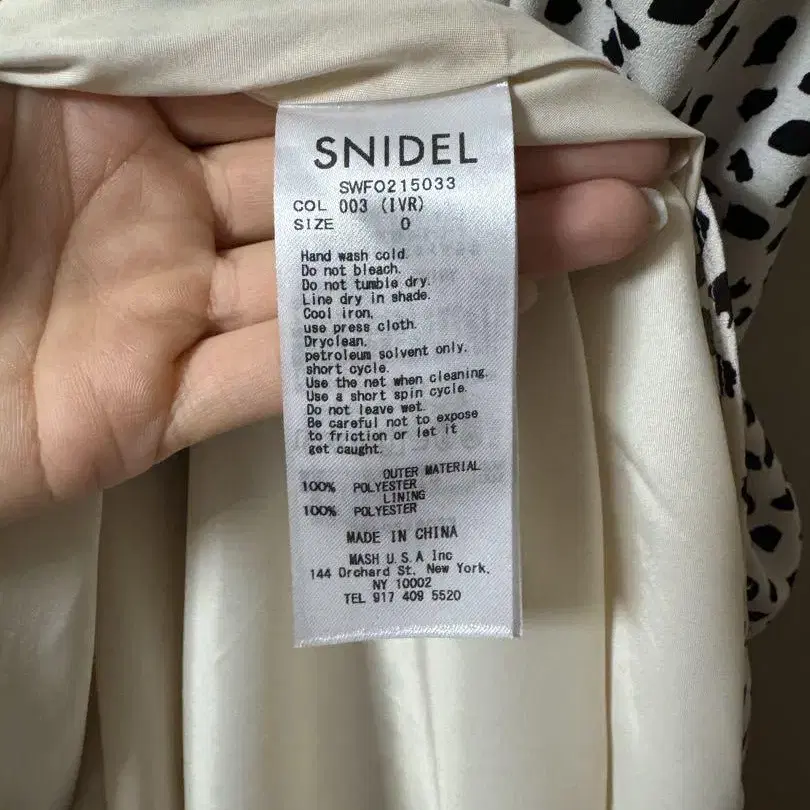 SNIDEL
SWFO215033
COL 003 (IVR)
SIZE 0
Hand wash cold.
Do not bleach.
Do not tumble dry.
Line dry in shade.
Cool iron,
use press cloth.
Dryclean.
petroleum solvent only.
short cycle.
Use the net when cleaning.
Use a short spin cycle.
Do not leave wet.
Be careful not to expose
to friction or let it
get caught.
OUTER MATERIAL
100% POLYESTER
LINING
100% POLYESTER
MADE IN CHINA
MASH U.S.A Inc
144 Orchard St. New York,
NY 10002
TEL 917 409 5520